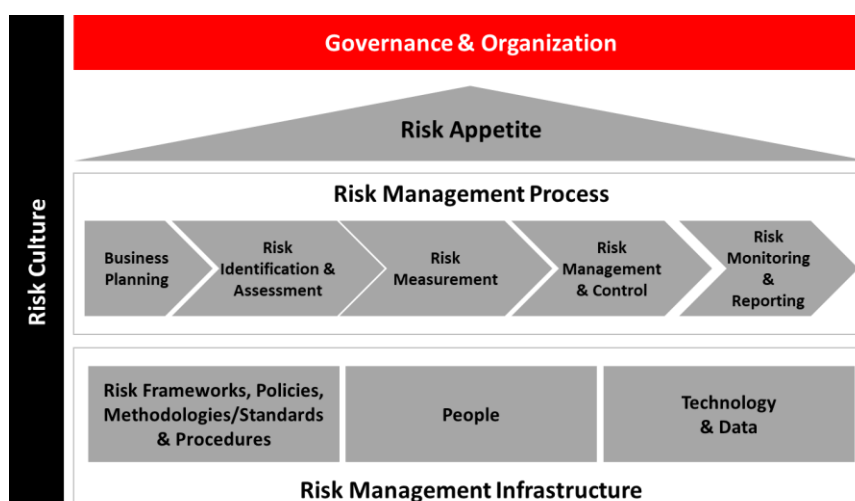 Governance & Organization
Risk Culture
Risk Appetite
Risk Management Process
Business
Planning
Risk
Identification &
Assessment
Risk
Measurement
Risk
Management
& Control
Risk
Monitoring
&
Reporting
Risk Frameworks, Policies,
Methodologies/Standards
& Procedures
People
Technology
& Data
Risk Management Infrastructure